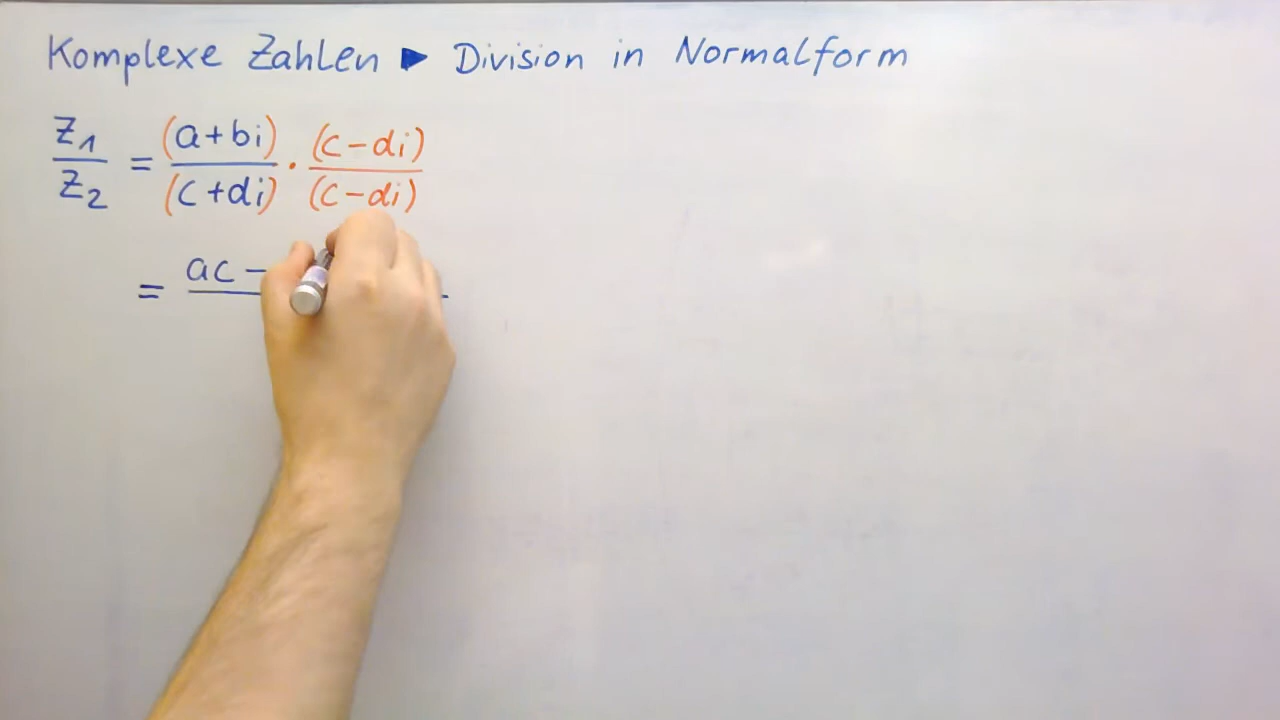 Komplexe Zahlen ▶ Division in Normalform
z₁/z₂ = (a+bi)/(c+di) · (c-di)/(c-di)
= ac -